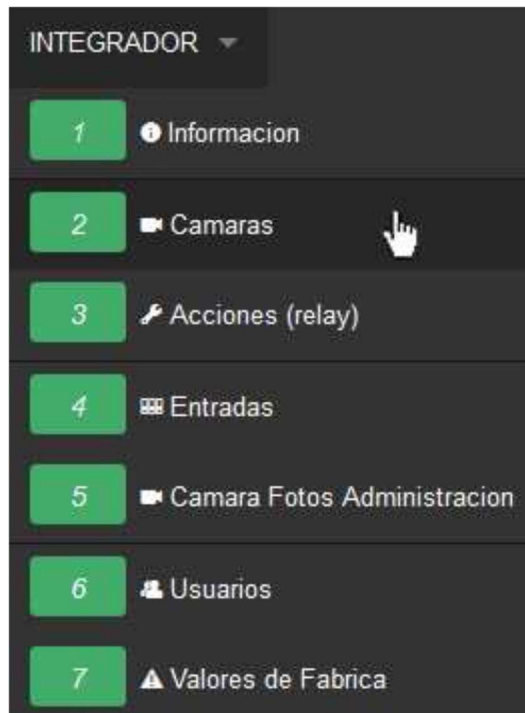 INTEGRADOR
1 Informacion
2 Camaras
3 Acciones (relay)
4 Entradas
5 Camara Fotos Administracion
6 Usuarios
7 Valores de Fabrica